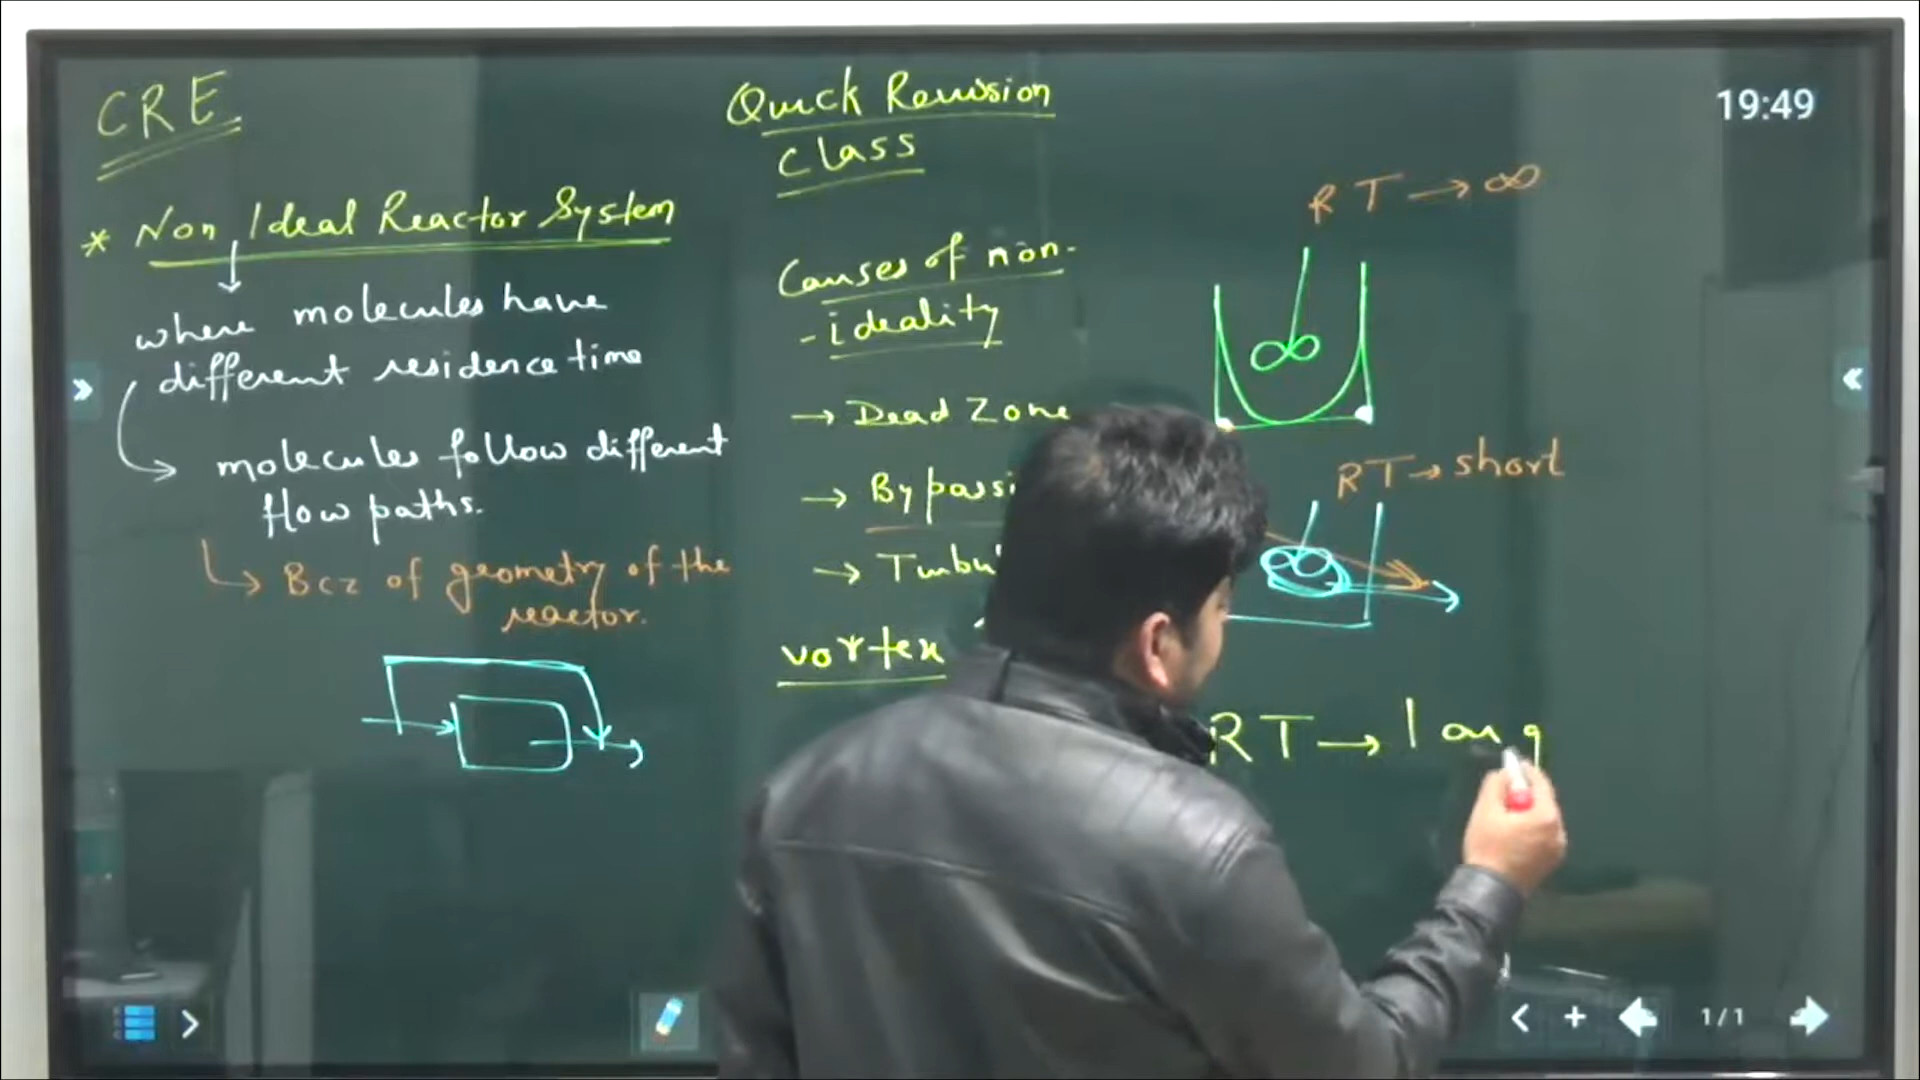 CRE
* Non Ideal Reactor System
where molecules have
different residence time
molecules follow different
flow paths.
Bcz of geometry of the
reactor.
Quick Revision
Class
Causes of non-
- ideality
→ Dead Zone
→
→
vortex
19:49
RT → ∞
RT → short
RT → long
1/1